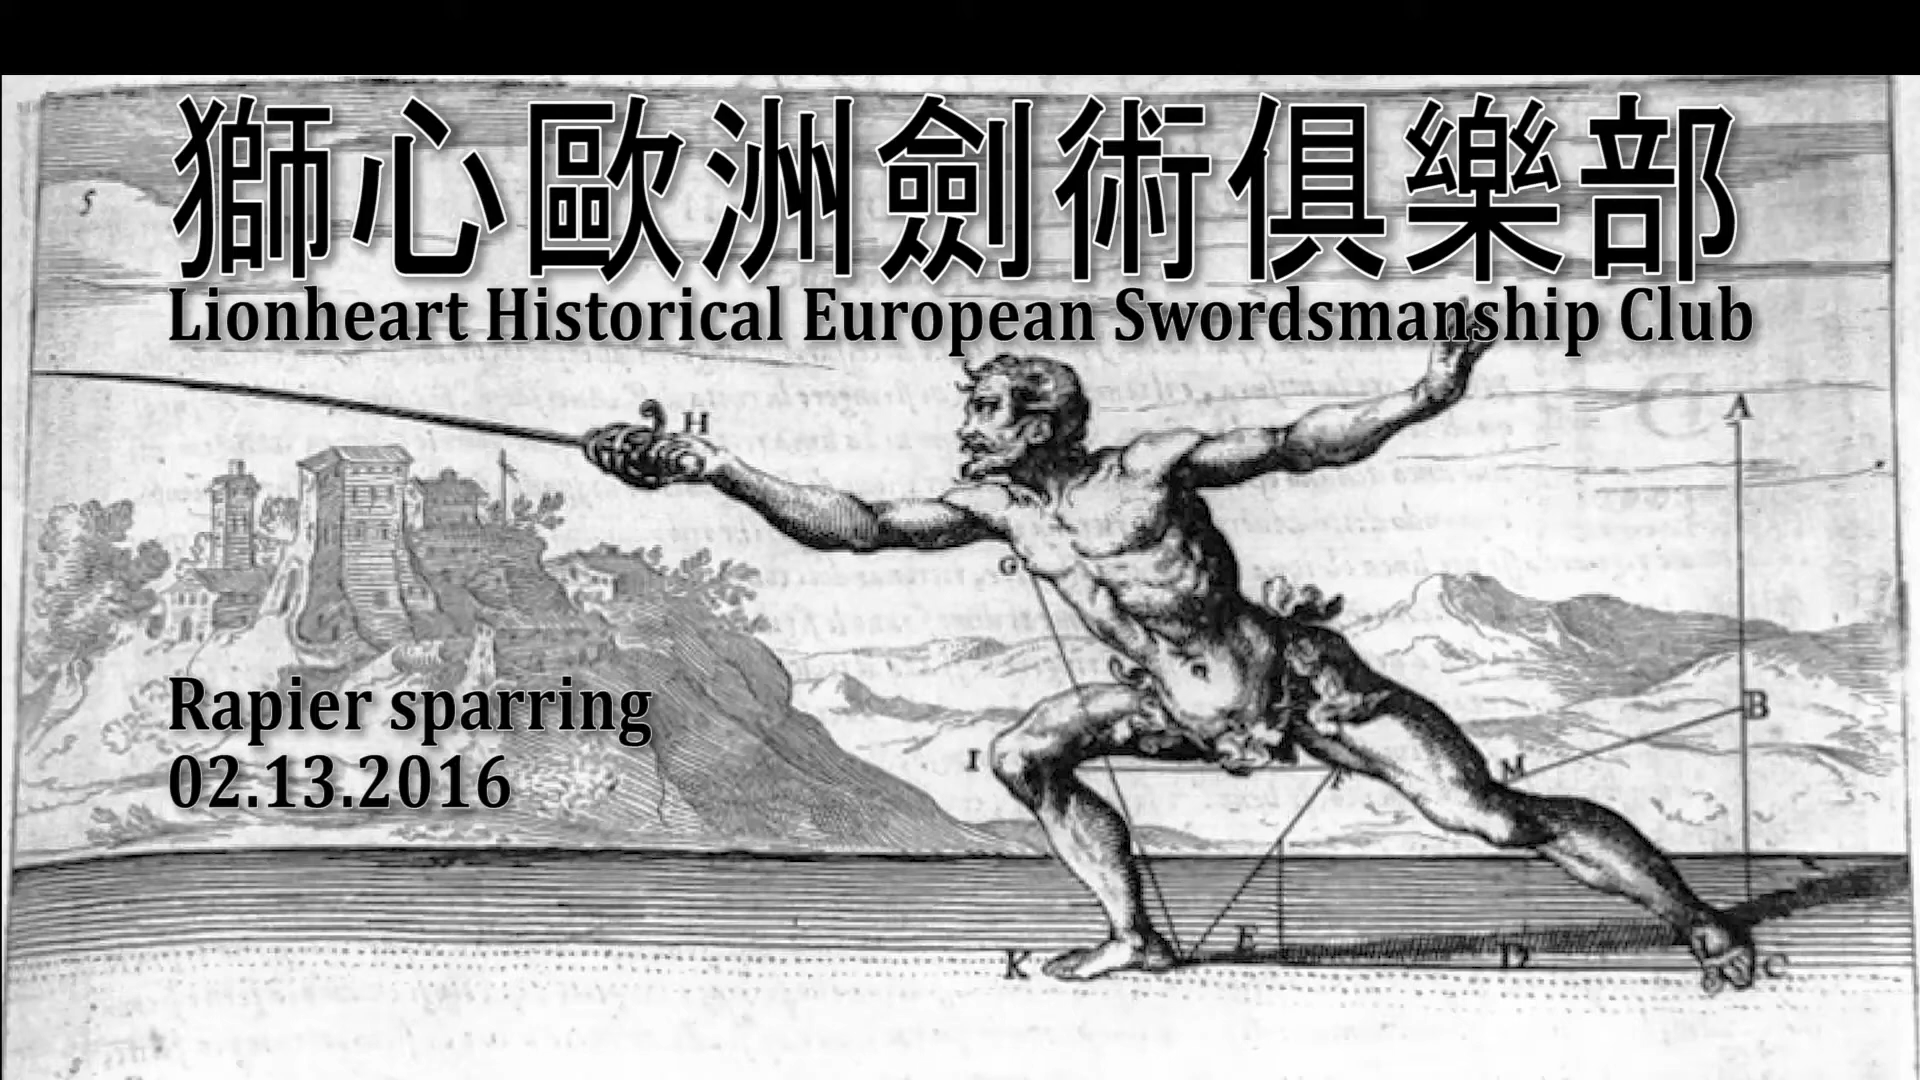 獅心歐洲劍術俱樂部
Lionheart Historical European Swordsmanship Club
H
A
G
B
I
M
Rapier sparring
02.13.2016
E
D
K
C